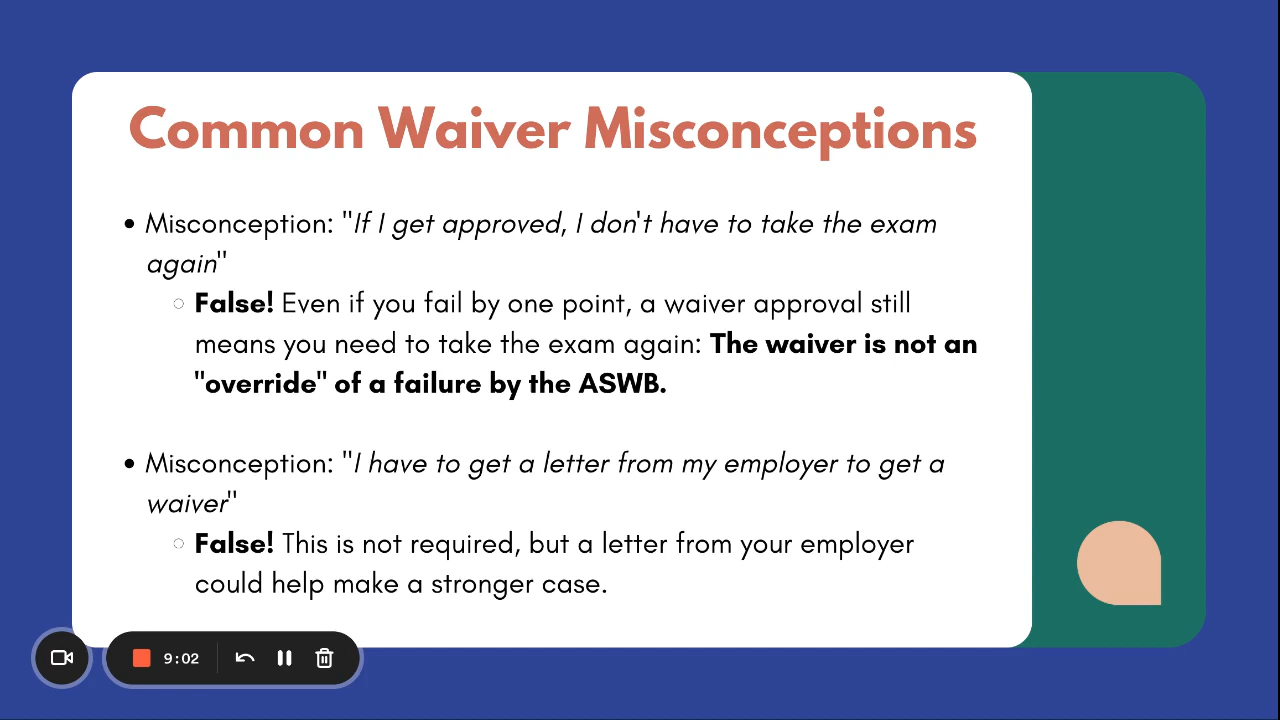 Common Waiver Misconceptions
• Misconception: "If I get approved, I don't have to take the exam
again"
◦ False! Even if you fail by one point, a waiver approval still
means you need to take the exam again: The waiver is not an
"override" of a failure by the ASWB.
• Misconception: "I have to get a letter from my employer to get a
waiver"
◦ False! This is not required, but a letter from your employer
could help make a stronger case.
9:02